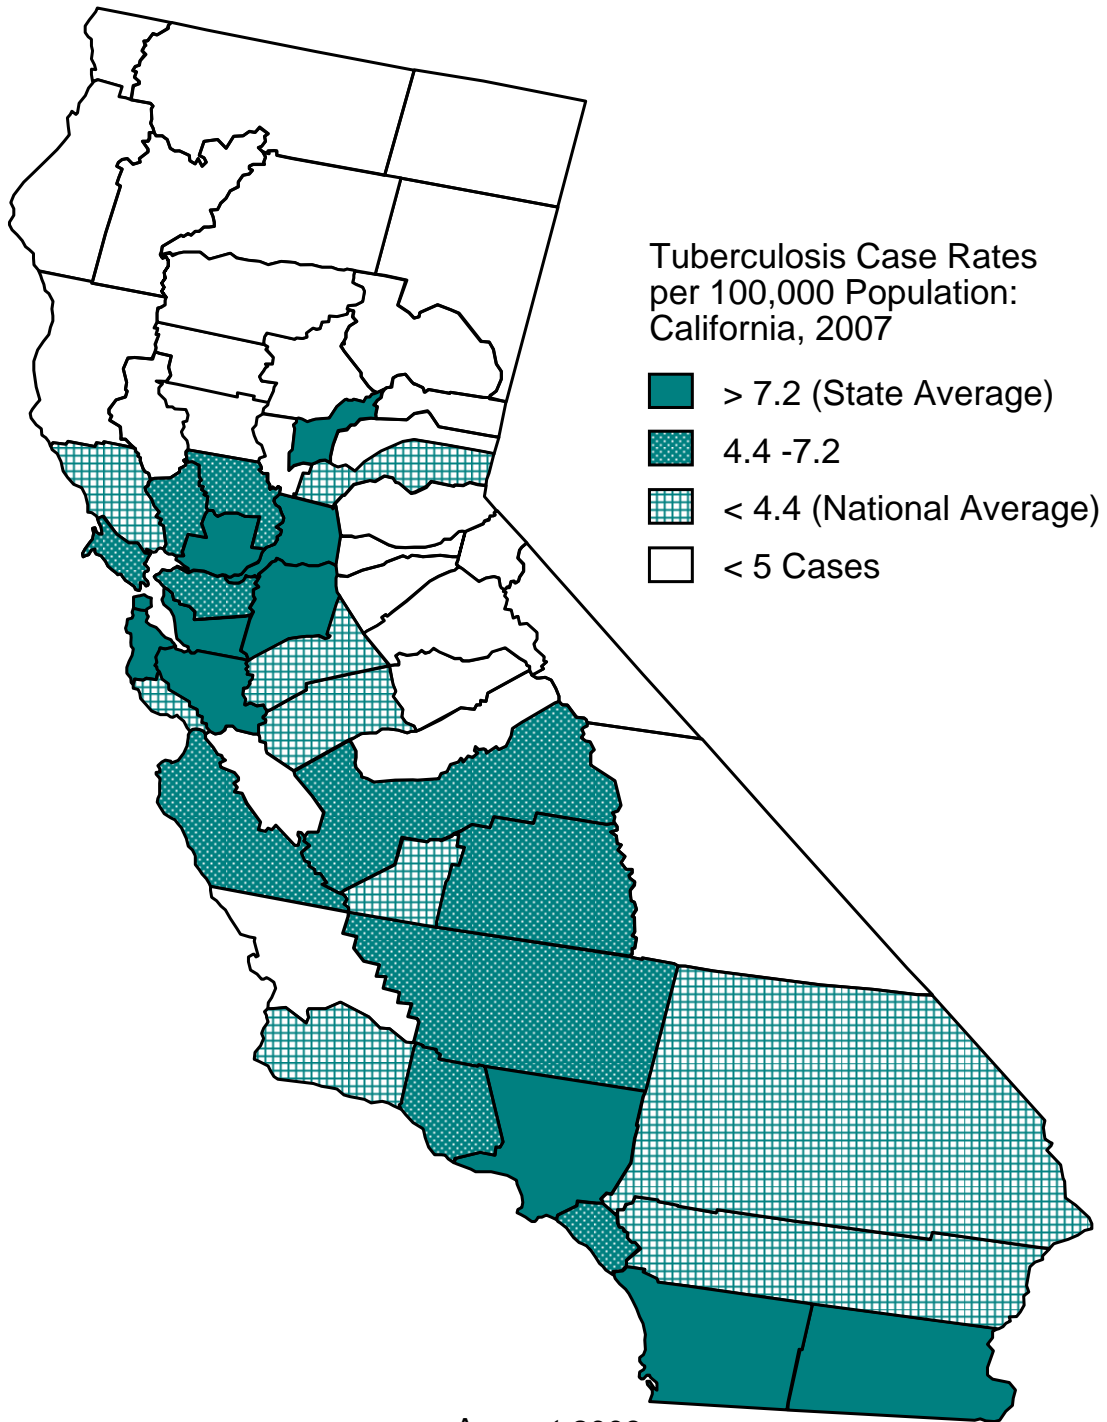 Tuberculosis Case Rates
per 100,000 Population:
California, 2007
> 7.2 (State Average)
4.4 -7.2
< 4.4 (National Average)
< 5 Cases